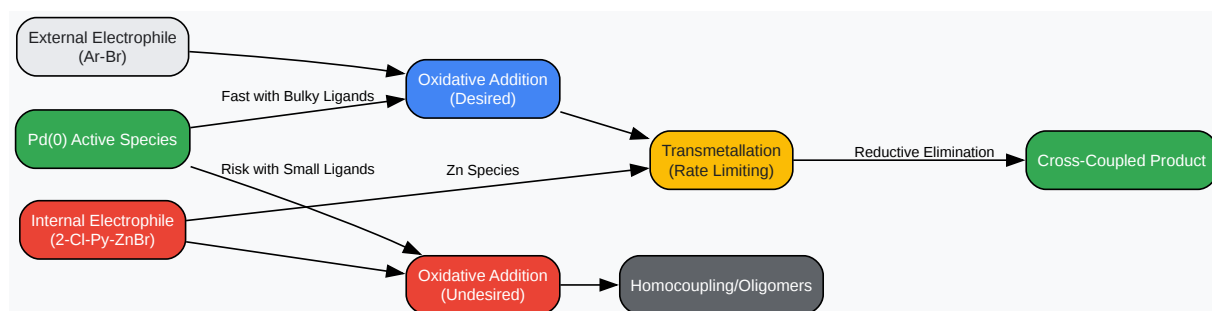 External Electrophile
(Ar-Br)
Oxidative Addition
(Desired)
Fast with Bulky Ligands
Pd(0) Active Species
Transmetallation
(Rate Limiting)
Reductive Elimination
Cross-Coupled Product
Risk with Small Ligands
Zn Species
Internal Electrophile
(2-Cl-Py-ZnBr)
Oxidative Addition
(Undesired)
Homocoupling/Oligomers